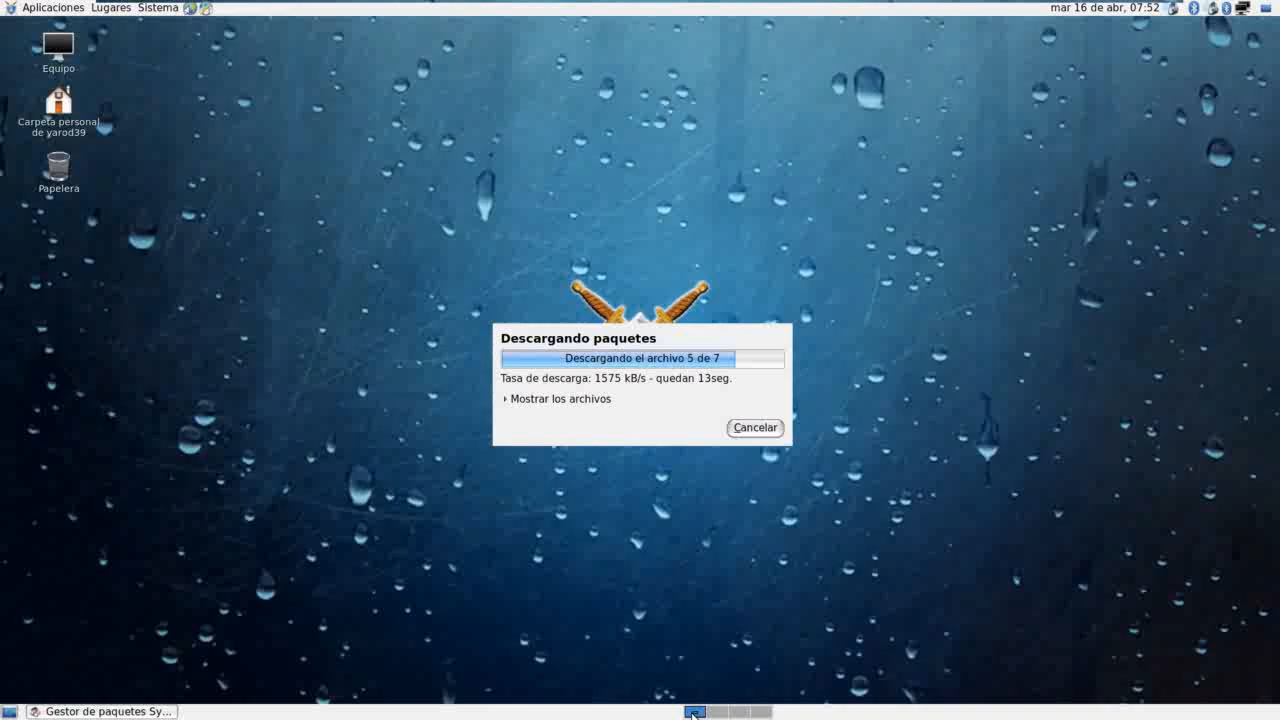 Aplicaciones Lugares Sistema
mar 16 de abr, 07:52
Equipo
Carpeta personal
de yarod39
Papelera
Descargando paquetes
Descargando el archivo 5 de 7
Tasa de descarga: 1575 kB/s - quedan 13seg.
Mostrar los archivos
Cancelar
Gestor de paquetes Sy...